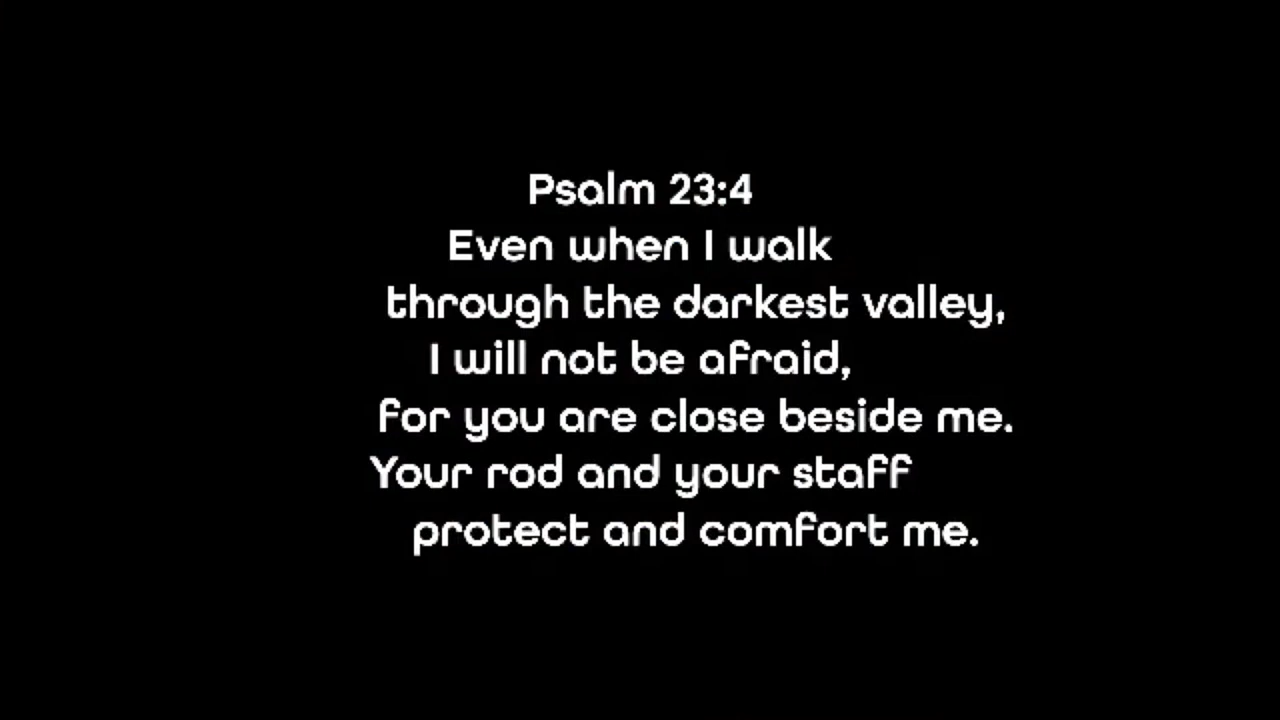 Psalm 23:4
Even when I walk
through the darkest valley,
I will not be afraid,
for you are close beside me.
Your rod and your staff
protect and comfort me.